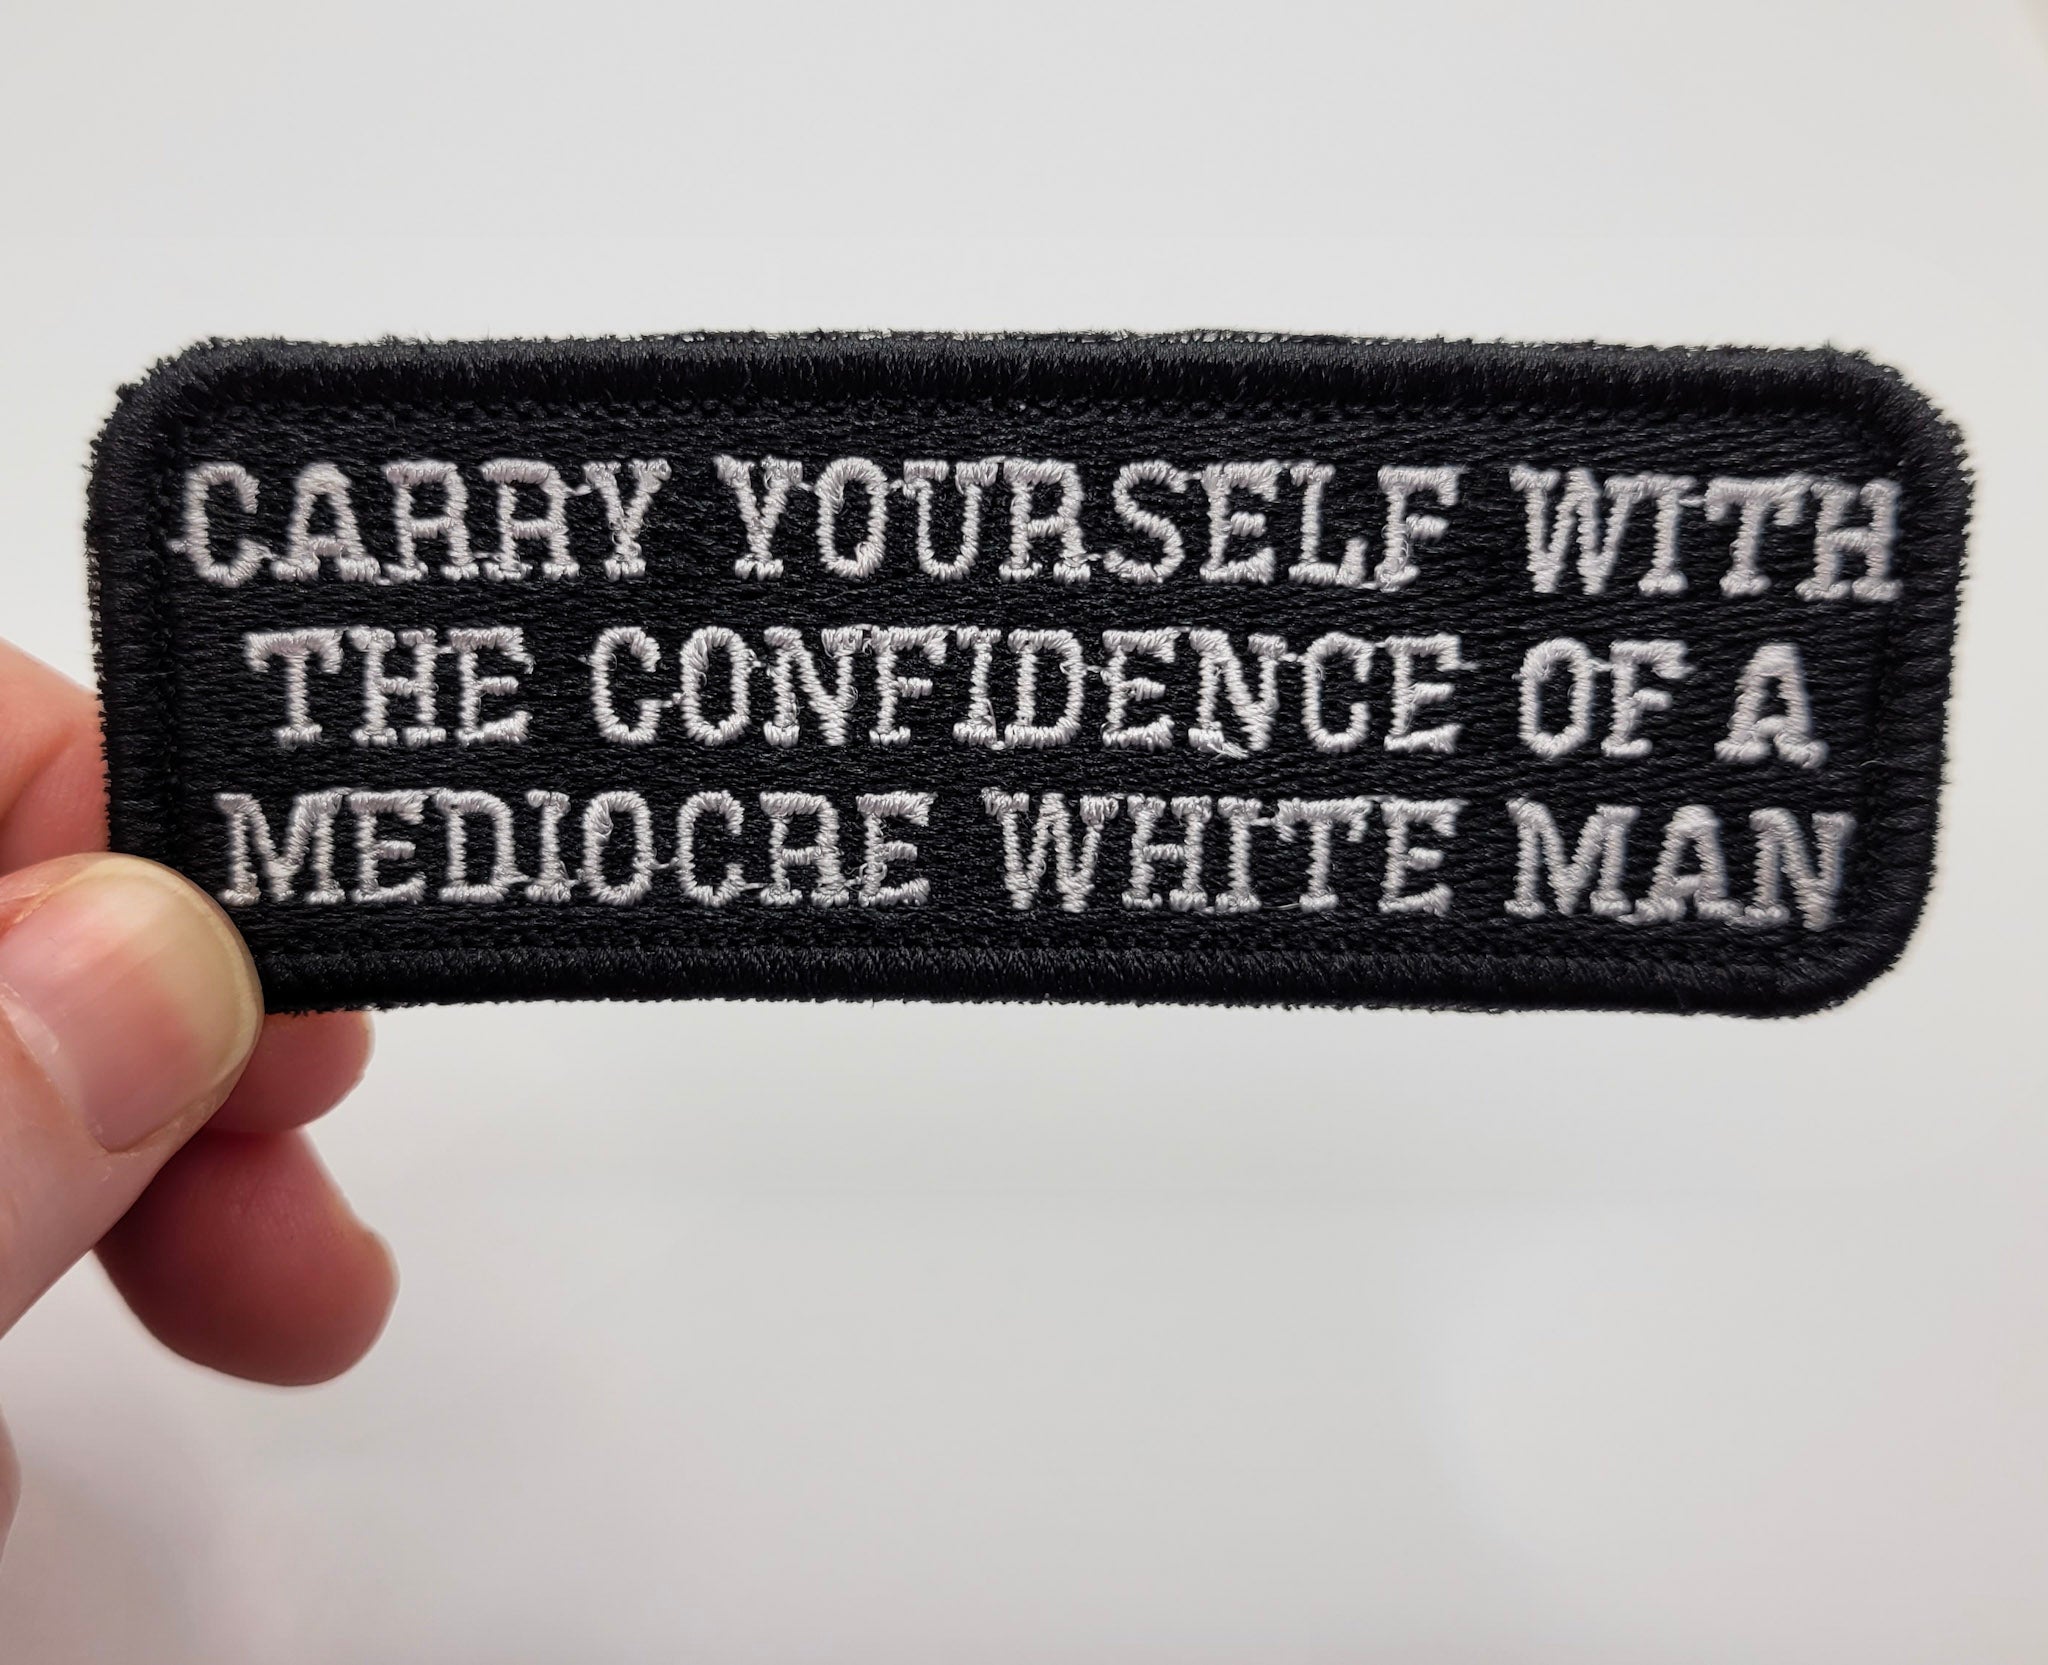 CARRY YOURSELF WITH
THE CONFIDENCE OF A
MEDIOCRE WHITE MAN